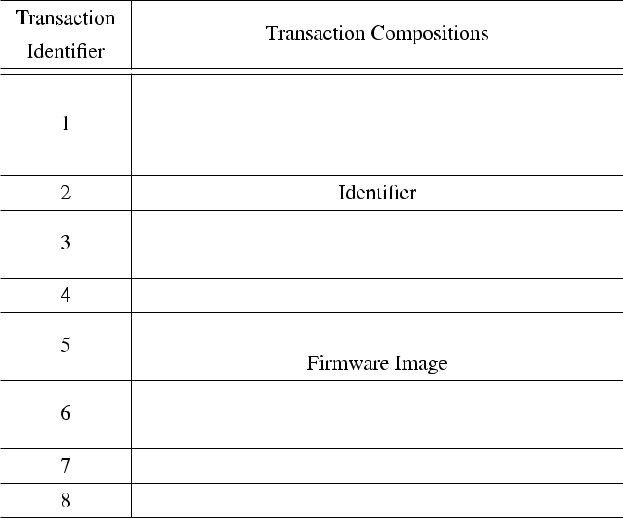 Transaction
Identifier
Transaction Compositions
1
2
Identifier
3
4
5
Firmware Image
6
7
8